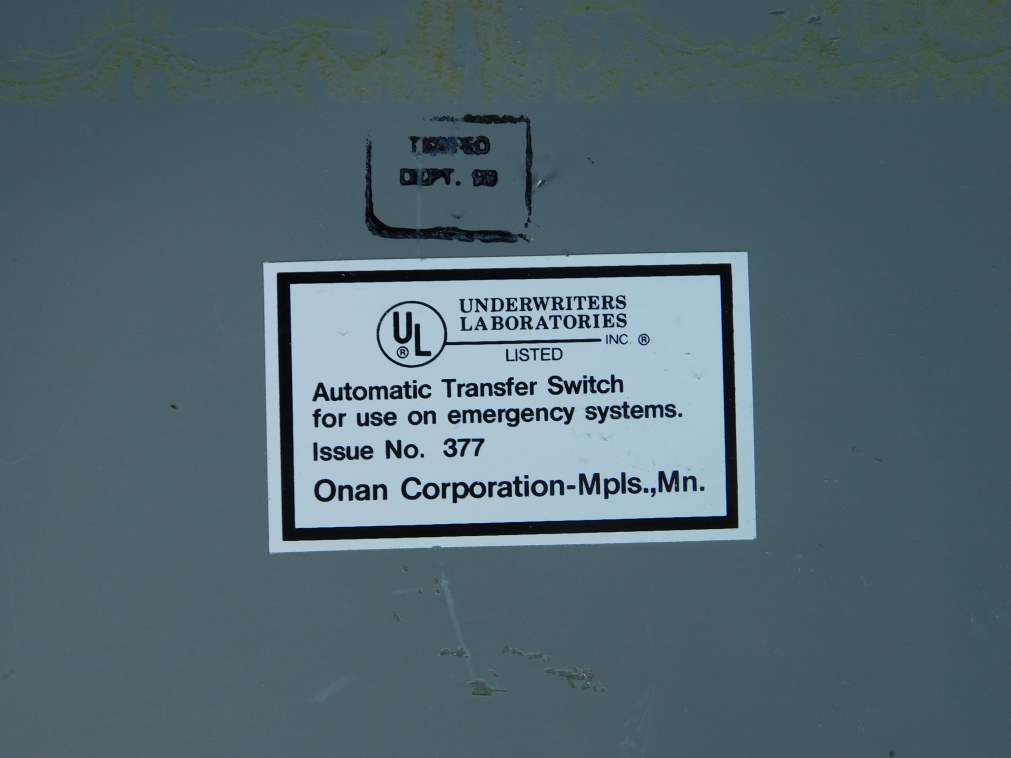 DEPT.
UL
®
UNDERWRITERS
LABORATORIES
INC. ®
LISTED
Automatic Transfer Switch
for use on emergency systems.
Issue No. 377
Onan Corporation-Mpls.,Mn.